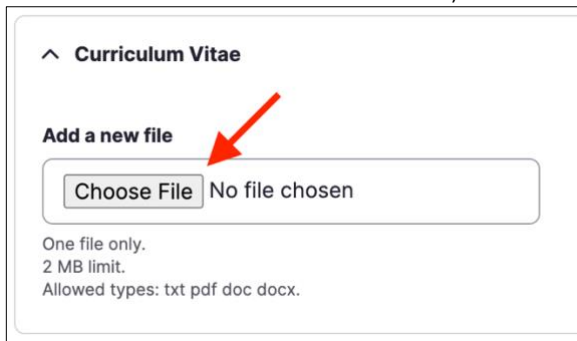 Curriculum Vitae
Add a new file
Choose File No file chosen
One file only.
2 MB limit.
Allowed types: txt pdf doc docx.